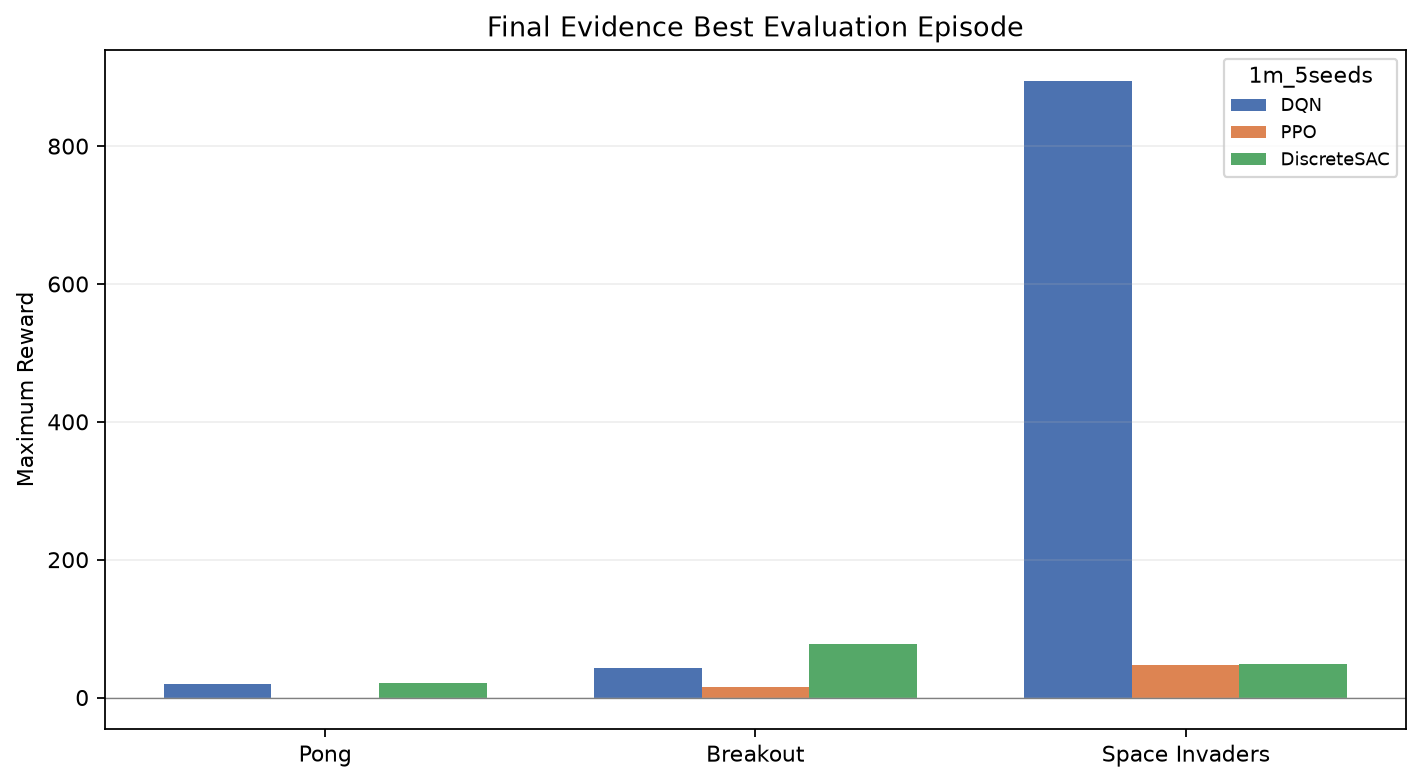 Final Evidence Best Evaluation Episode
1m_5seeds
DQN
PPO
DiscreteSAC
Maximum Reward
800
600
400
200
0
Pong
Breakout
Space Invaders